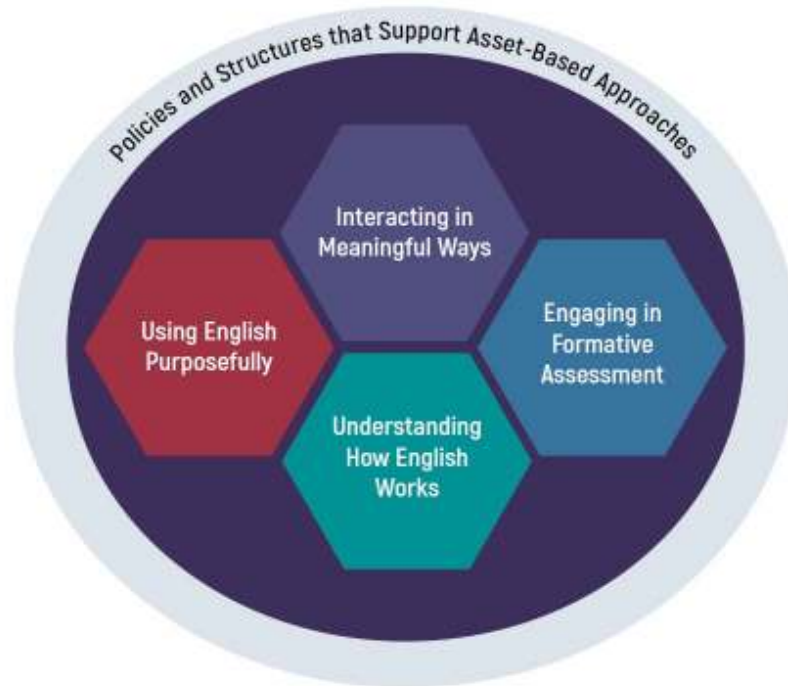 Policies and Structures that Support Asset-Based Approaches
Interacting in
Meaningful Ways
Using English
Purposefully
Engaging in
Formative
Assessment
Understanding
How English
Works